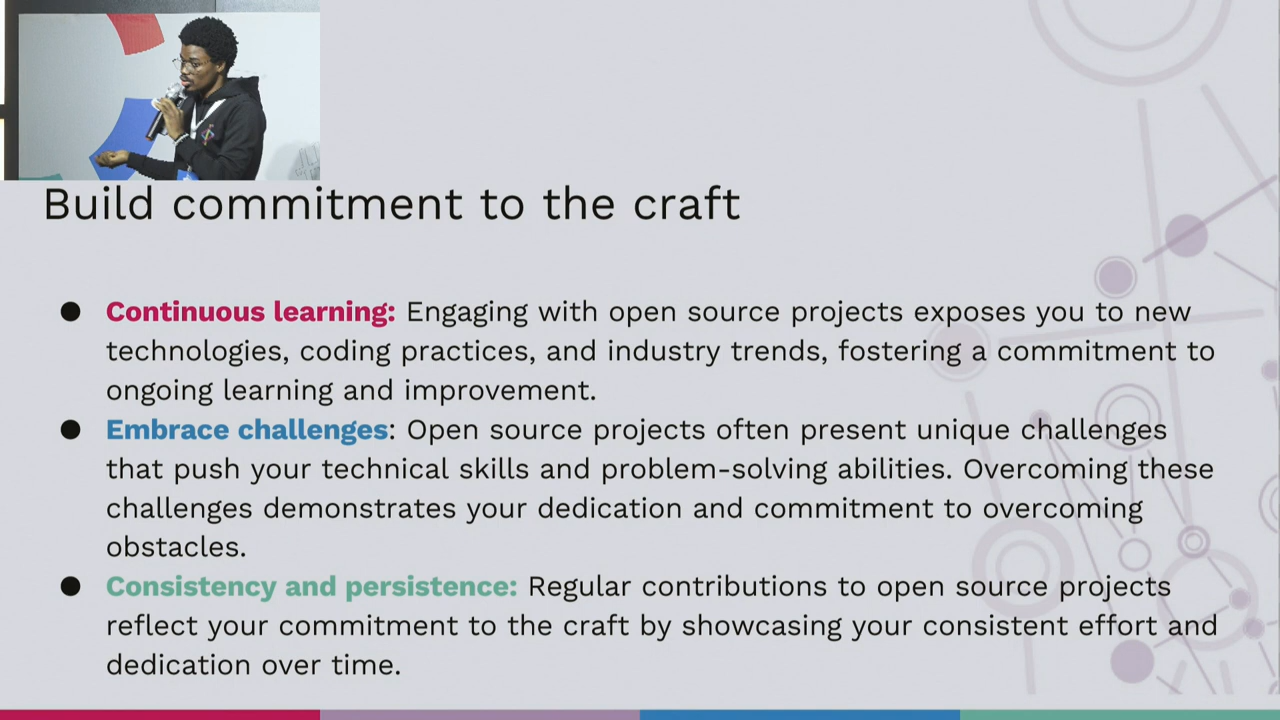 Build commitment to the craft
● Continuous learning: Engaging with open source projects exposes you to new
technologies, coding practices, and industry trends, fostering a commitment to
ongoing learning and improvement.
● Embrace challenges: Open source projects often present unique challenges
that push your technical skills and problem-solving abilities. Overcoming these
challenges demonstrates your dedication and commitment to overcoming
obstacles.
● Consistency and persistence: Regular contributions to open source projects
reflect your commitment to the craft by showcasing your consistent effort and
dedication over time.